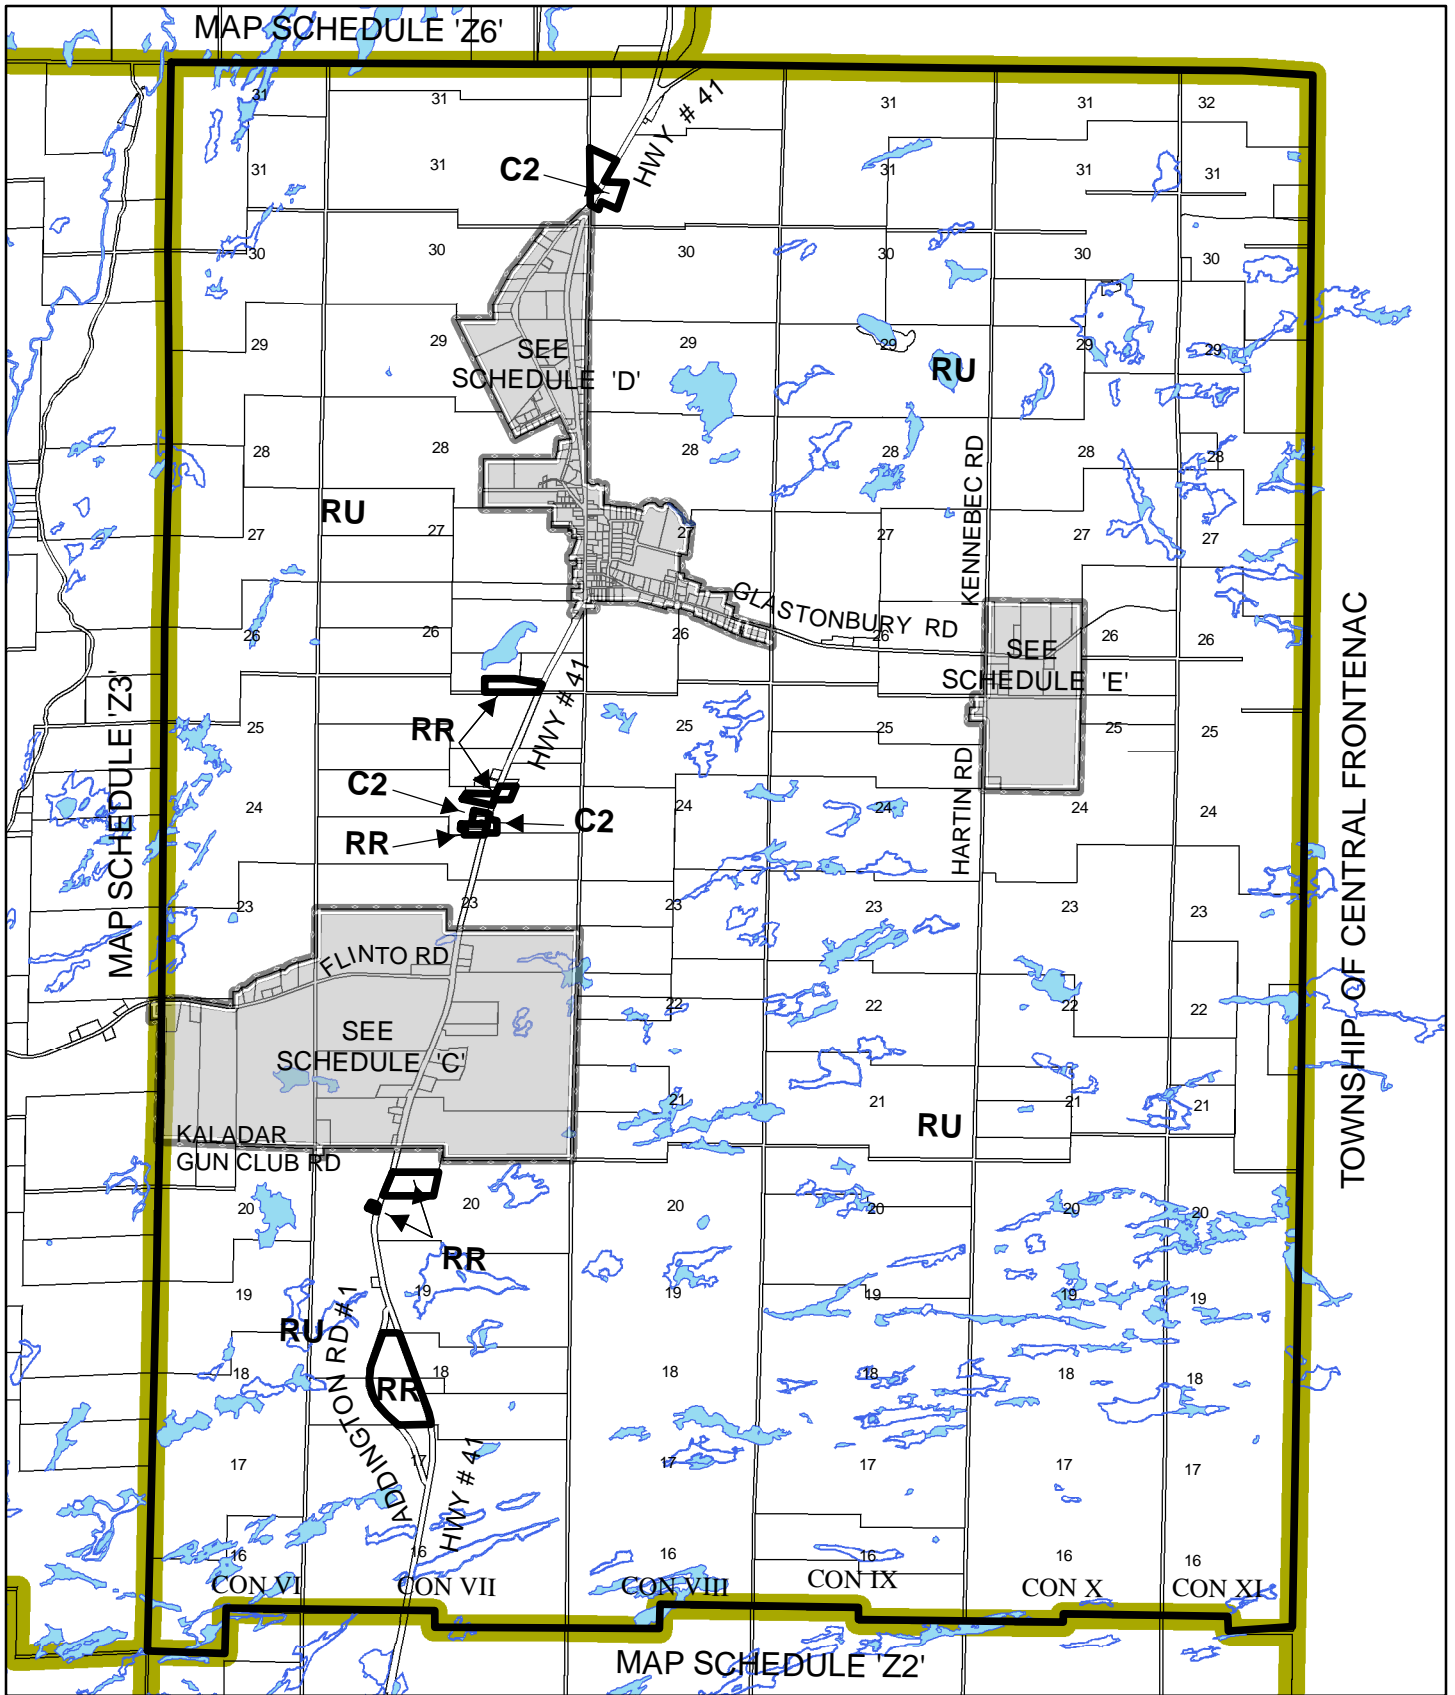 MAP SCHEDULE 'Z6'
31
31
31
31
32
HWY # 41
C2
31
31
31
31
31
30
30
30
30
30
30
29
29
SEE
SCHEDULE 'D'
29
29
RU
29
29
28
28
28
28
28
28
KENNEBEC RD
RU
27
27
27
27
27
27
GLASTONBURY RD
26
26
26
26
26
26
SEE
SCHEDULE 'E'
MAP SCHEDULE 'Z3'
TOWNSHIP OF CENTRAL FRONTENAC
HWY # 41
RR
25
25
25
25
25
HARTIN RD
C2
C2
RR
24
24
24
24
24
23
23
23
23
23
23
FLINTO RD
SEE
SCHEDULE 'C'
22
22
22
22
21
21
21
21
RU
KALADAR
GUN CLUB RD
20
20
20
20
20
20
RR
19
19
19
19
19
19
RU
ADDINGTON RD # 1
18
18
18
18
18
18
RR
17
17
17
17
17
17
HWY # 41
16
16
16
16
16
16
CON VI
CON VII
CON VIII
CON IX
CON X
CON XI
MAP SCHEDULE 'Z2'